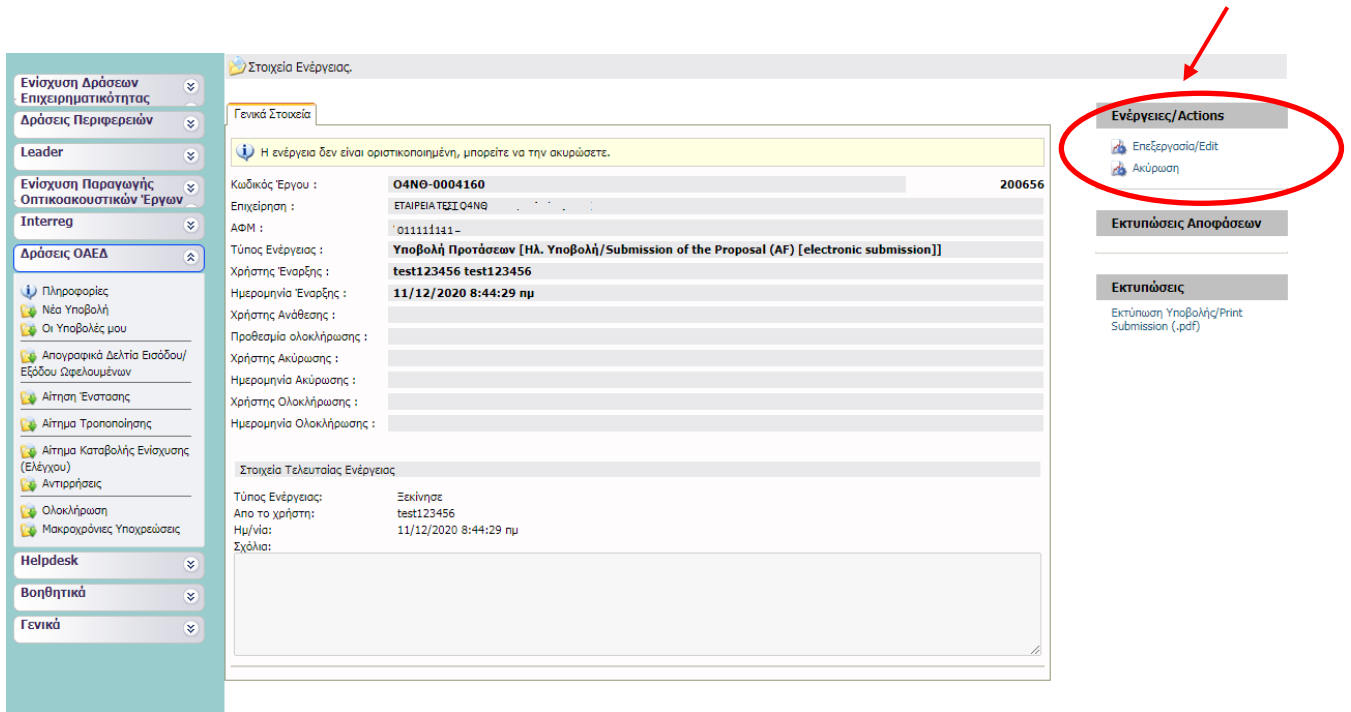 Στοιχεία Ενέργειας.
Ενίσχυση Δράσεων
Επιχειρηματικότητας
Δράσεις Περιφερειών
Leader
Ενίσχυση Παραγωγής
Οπτικοακουστικών Έργων
Interreg
Δράσεις ΟΑΕΔ
Πληροφορίες
Νέα Υποβολή
Οι Υποβολές μου
Απογραφικά Δελτία Εισόδου/
Εξόδου Ωφελουμένων
Αίτηση Ένστασης
Αίτημα Τροποποίησης
Αίτημα Καταβολής Ενίσχυσης
(Ελέγχου)
Αντιρρήσεις
Ολοκλήρωση
Μακροχρόνιες Υποχρεώσεις
Helpdesk
Βοηθητικά
Γενικά
Γενικά Στοιχεία
Η ενέργεια δεν είναι οριστικοποιημένη, μπορείτε να την ακυρώσετε.
Κωδικός Έργου : Ο4ΝΘ-0004160 200656
Επιχείρηση : ΕΤΑΙΡΕΙΑ
ΑΦΜ :
Τύπος Ενέργειας : Υποβολή Προτάσεων [Ηλ. Υποβολή/Submission of the Proposal (AF) [electronic submission]]
Χρήστης Έναρξης : test123456 test123456
Ημερομηνία Έναρξης : 11/12/2020 8:44:29 πμ
Χρήστης Ανάθεσης :
Προθεσμία ολοκλήρωσης :
Χρήστης Ακύρωσης :
Ημερομηνία Ακύρωσης :
Χρήστης Ολοκλήρωσης :
Ημερομηνία Ολοκλήρωσης :
Στοιχεία Τελευταίας Ενέργειας
Τύπος Ενέργειας: Ξεκίνησε
Απο το χρήστη: test123456
Ημ/νία: 11/12/2020 8:44:29 πμ
Σχόλια:
Ενέργειες/Actions
Επεξεργασία/Edit
Ακύρωση
Εκτυπώσεις Αποφάσεων
Εκτυπώσεις
Εκτύπωση Υποβολής/Print
Submission (.pdf)